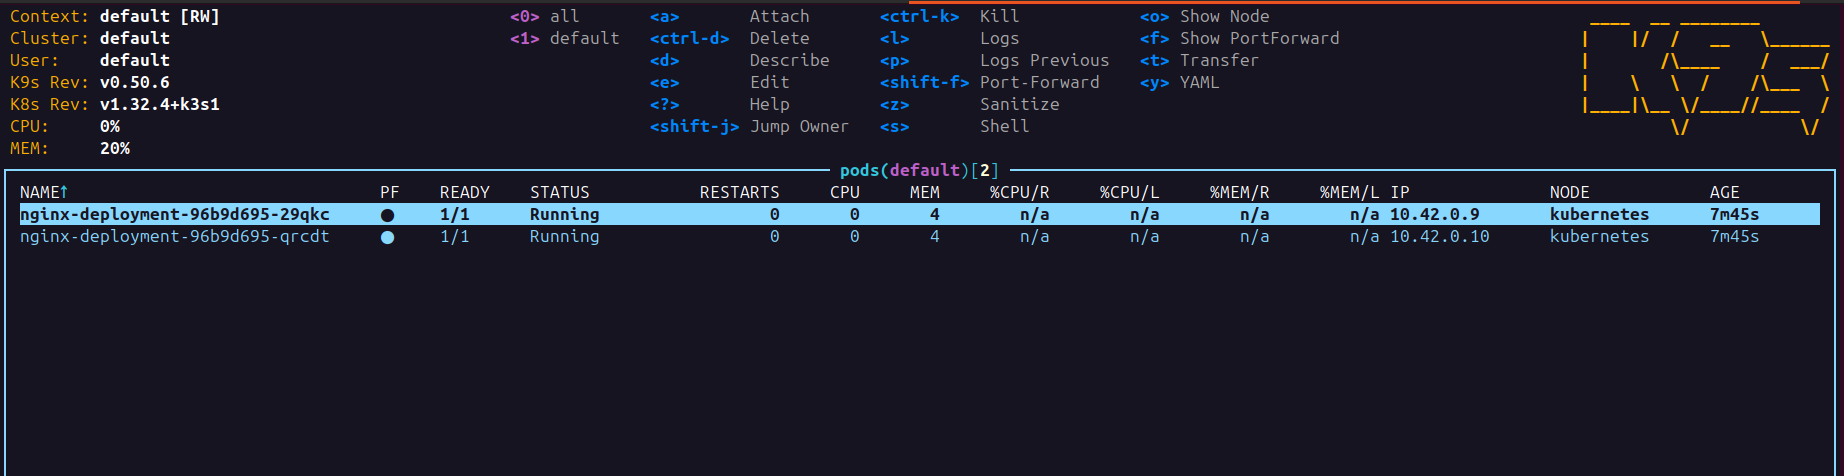 Context: default [RW] <0> all <a> Attach <ctrl-k> Kill <o> Show Node
Cluster: default <1> default <ctrl-d> Delete <l> Logs <f> Show PortForward
User: default <d> Describe <p> Logs Previous <t> Transfer
K9s Rev: v0.50.6 <e> Edit <shift-f> Port-Forward <y> YAML
K8s Rev: v1.32.4+k3s1 <?> Help <z> Sanitize
CPU: 0% <shift-j> Jump Owner <s> Shell
MEM: 20%
pods(default)[2]
NAME↑ PF READY STATUS RESTARTS CPU MEM %CPU/R %CPU/L %MEM/R %MEM/L IP NODE AGE
nginx-deployment-96b9d695-29qkc ● 1/1 Running 0 0 4 n/a n/a n/a n/a 10.42.0.9 kubernetes 7m45s
nginx-deployment-96b9d695-qrcdt ● 1/1 Running 0 0 4 n/a n/a n/a n/a 10.42.0.10 kubernetes 7m45s